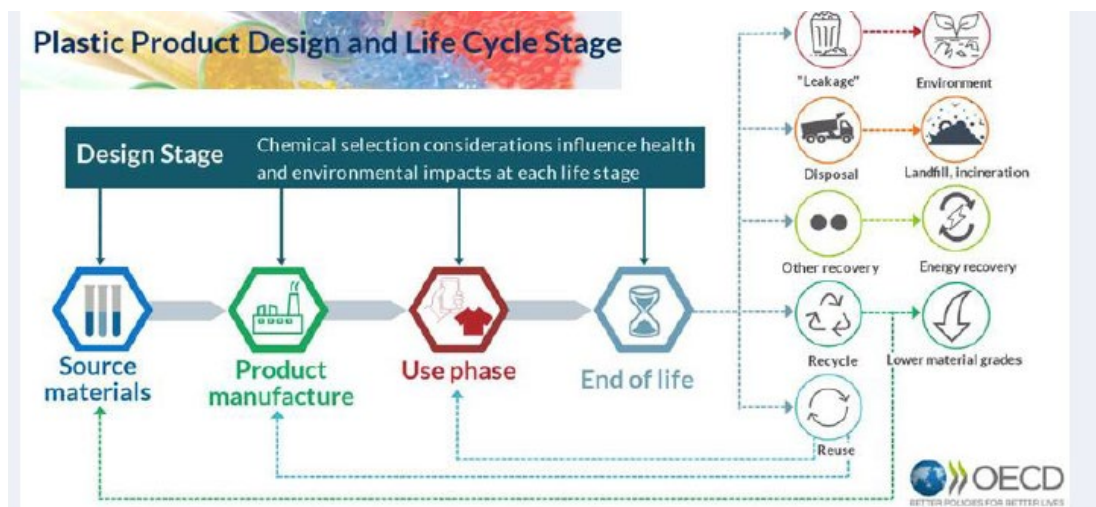 Plastic Product Design and Life Cycle Stage
Design Stage
Chemical selection considerations influence health
and environmental impacts at each life stage
Source
materials
Product
manufacture
Use phase
End of life
"Leakage"
Environment
Disposal
Landfill, incineration
Other recovery
Energy recovery
Recycle
Lower material grades
Reuse
OECD
BETTER POLICIES FOR BETTER LIVES